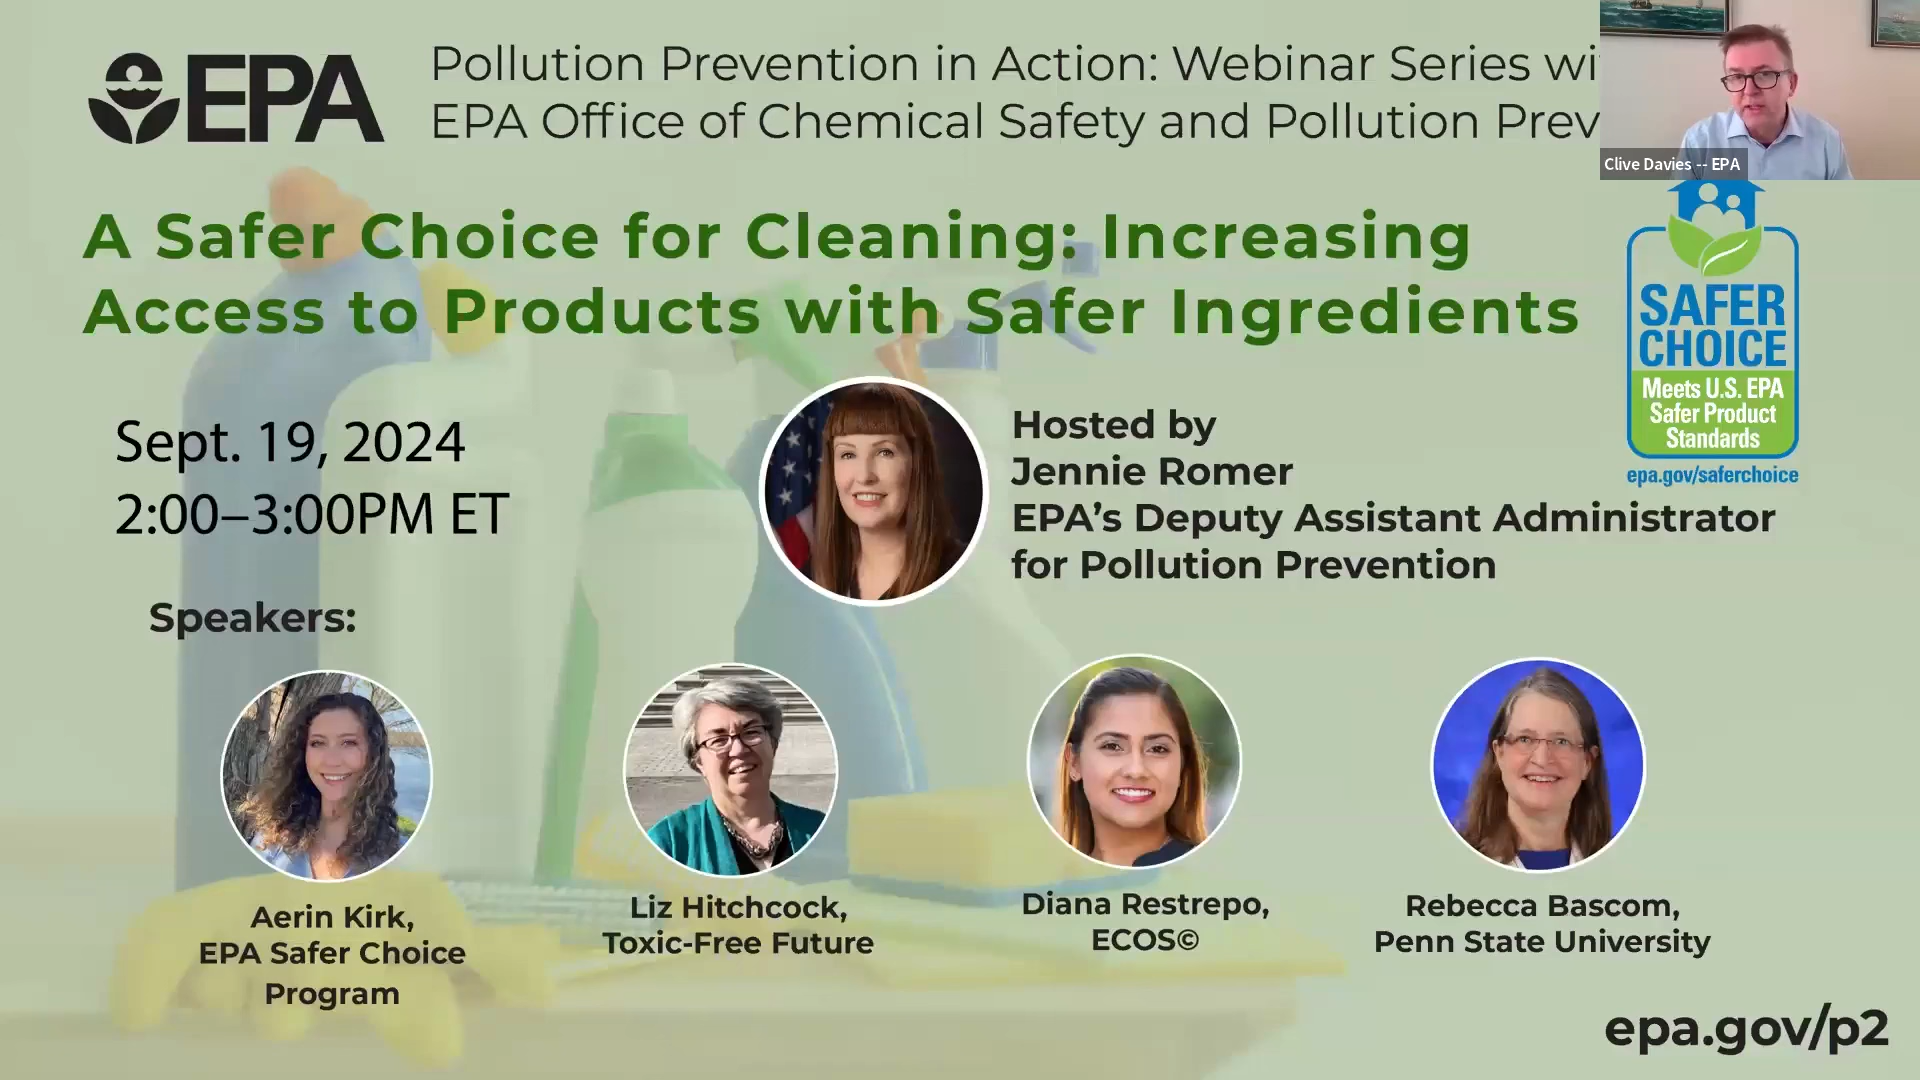 EPA
Pollution Prevention in Action: Webinar Series
EPA Office of Chemical Safety and Pollution
Clive Davies -- EPA
A Safer Choice for Cleaning: Increasing
Access to Products with Safer Ingredients
SAFER
CHOICE
Meets U.S. EPA
Safer Product
Standards
epa.gov/saferchoice
Sept. 19, 2024
2:00–3:00PM ET
Hosted by
Jennie Romer
EPA’s Deputy Assistant Administrator
for Pollution Prevention
Speakers:
Aerin Kirk,
EPA Safer Choice
Program
Liz Hitchcock,
Toxic-Free Future
Diana Restrepo,
ECOS©
Rebecca Bascom,
Penn State University
epa.gov/p2